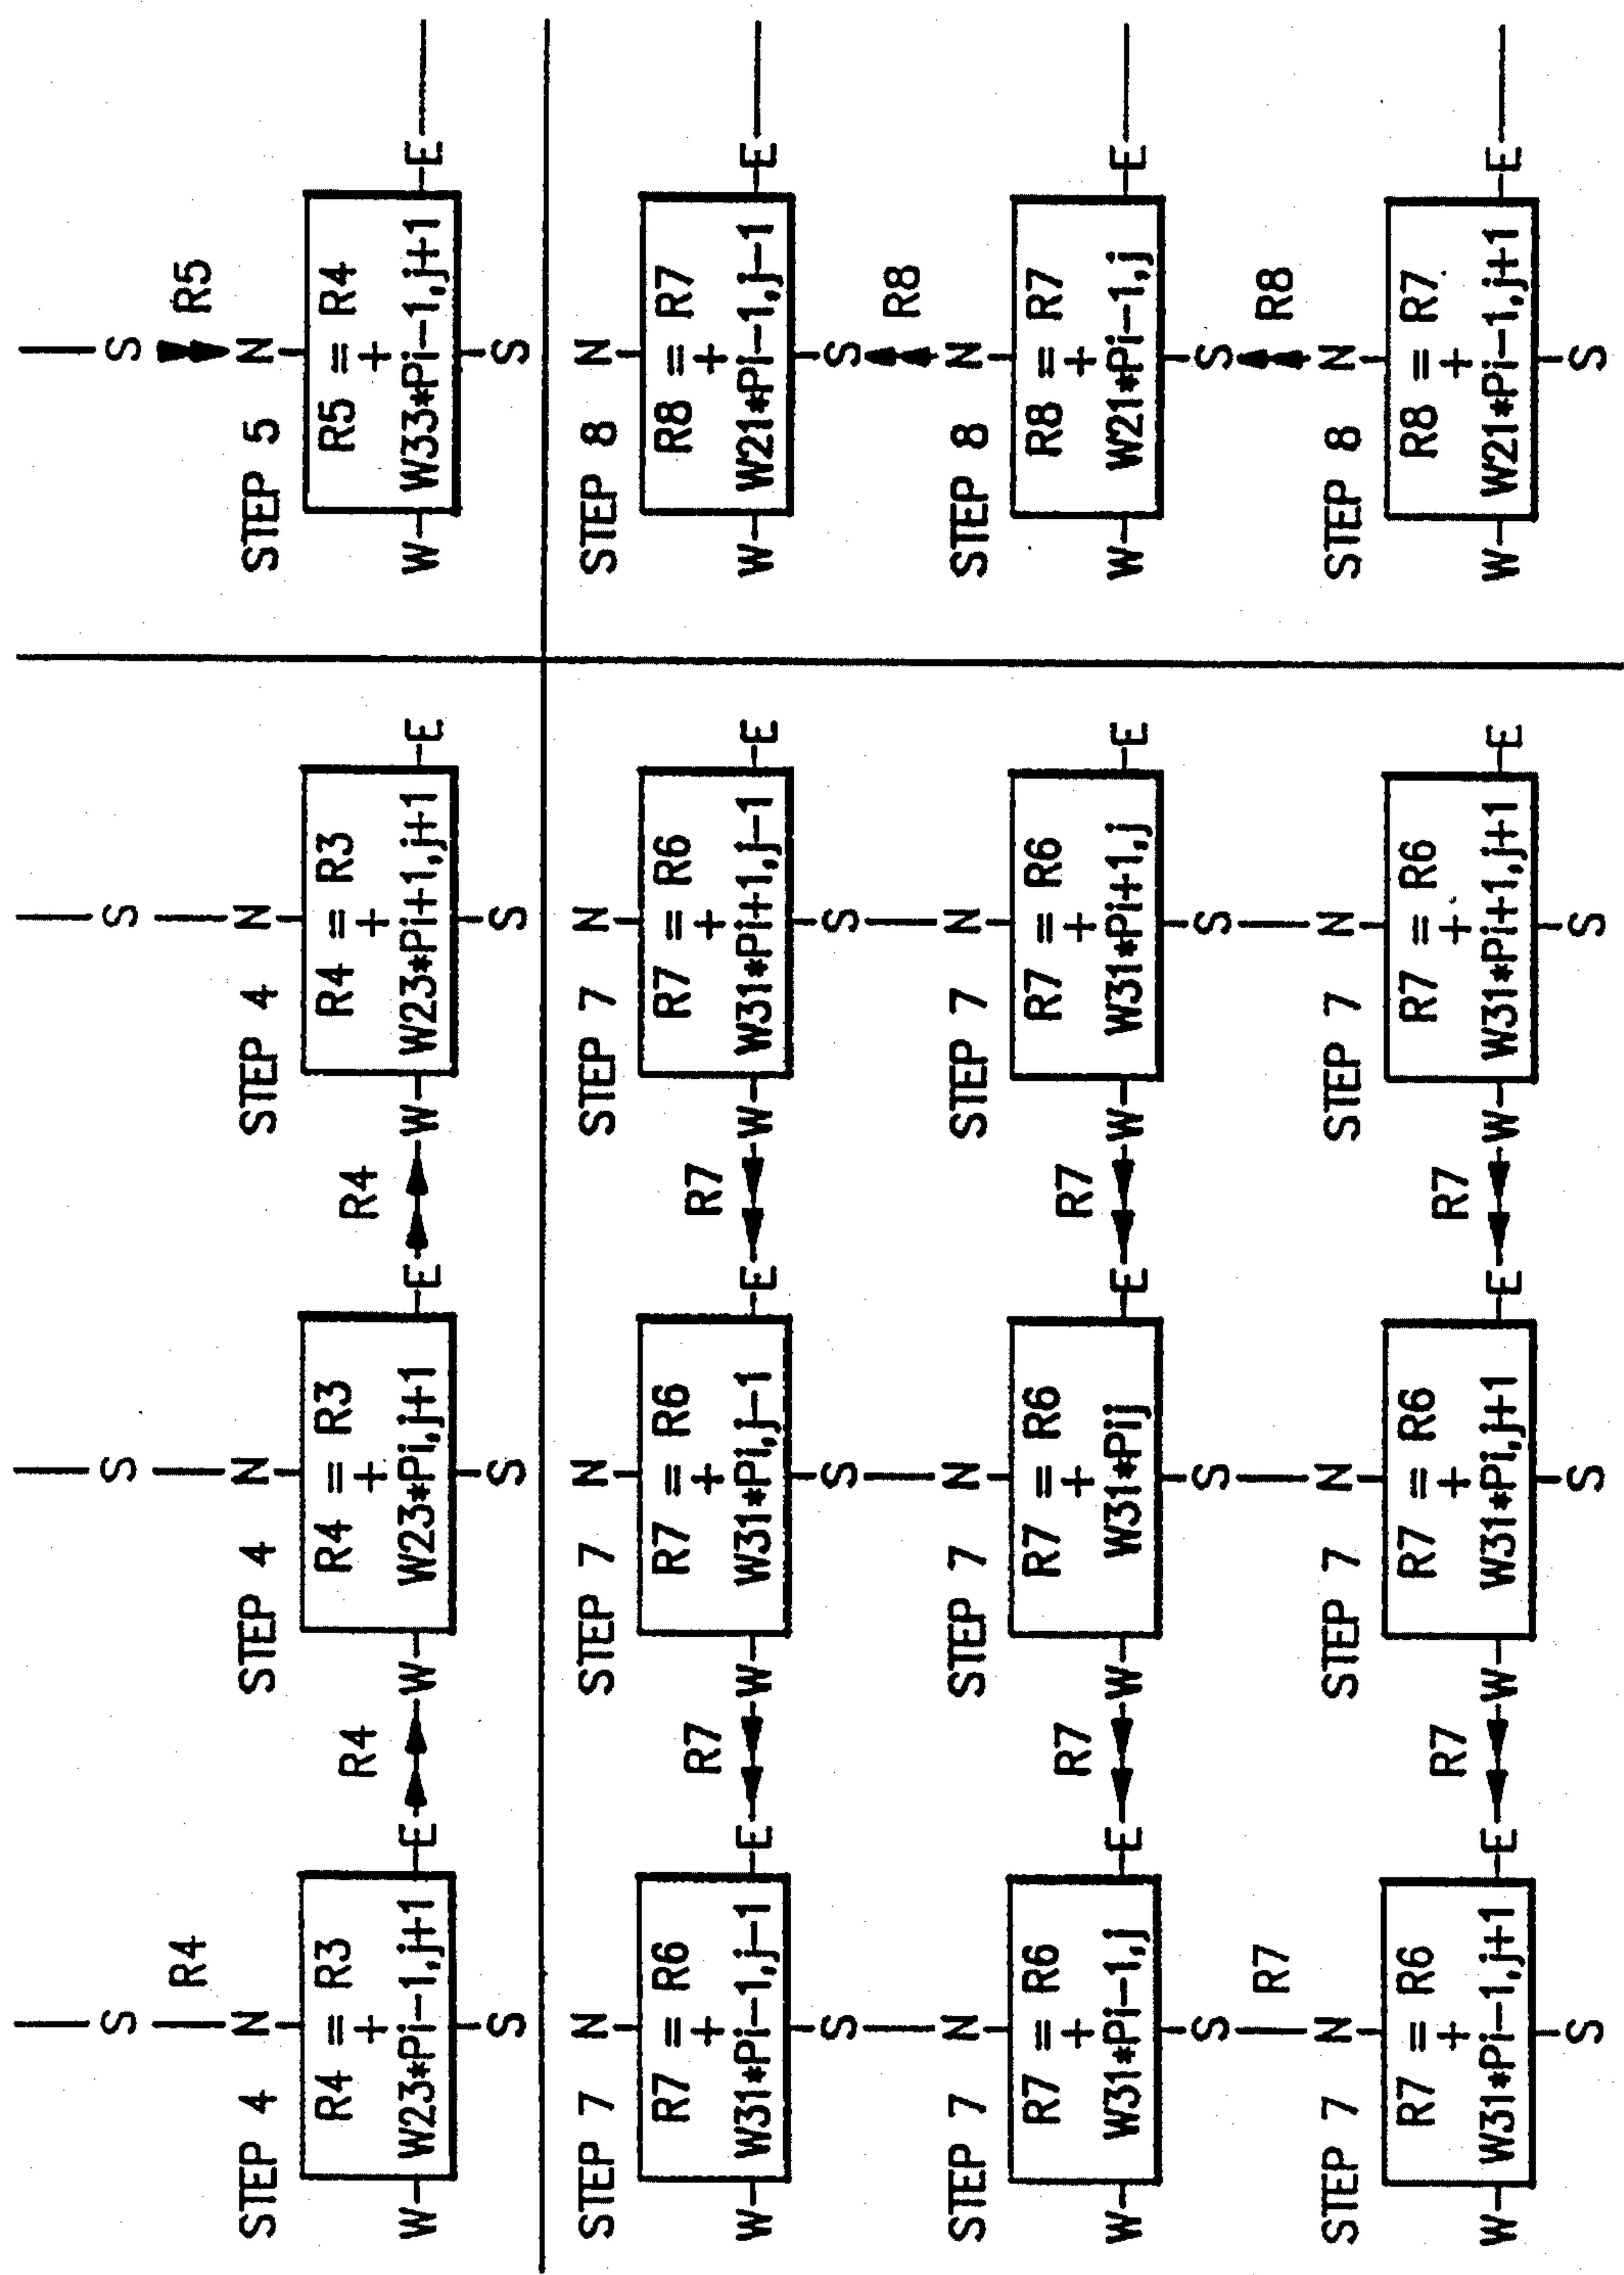 S S S S
R4 R5
STEP 4 N STEP 4 N STEP 4 N STEP 5 N
R4 = R3 R4 = R3 R4 = R3 R5 = R4
+ R4 + R4 + +
W W23*Pi-1,j+1 E W W23*Pi,j+1 E W W23*Pi+1,j+1 E W W33*Pi-1,j+1 E
S S S S
STEP 7 N STEP 7 N STEP 7 N STEP 8 N
R7 = R6 R7 = R6 R7 = R6 R8 = R7
+ R7 + R7 + +
W W31*Pi-1,j-1 E W W31*Pi,j-1 E W W31*Pi+1,j-1 E W W21*Pi-1,j-1 E
S S S S
R8
STEP 7 N STEP 7 N STEP 7 N STEP 8 N
R7 = R6 R7 = R6 R7 = R6 R8 = R7
+ R7 + R7 + +
W W31*Pi-1,j E W W31*Pij E W W31*Pi+1,j E W W21*Pi-1,j E
S S S S
R7 R8
STEP 7 N STEP 7 N STEP 7 N STEP 8 N
R7 = R6 R7 = R6 R7 = R6 R8 = R7
+ R7 + R7 + +
W W31*Pi-1,j+1 E W W31*Pi,j+1 E W W31*Pi+1,j+1 E W W21*Pi-1,j+1 E
S S S S